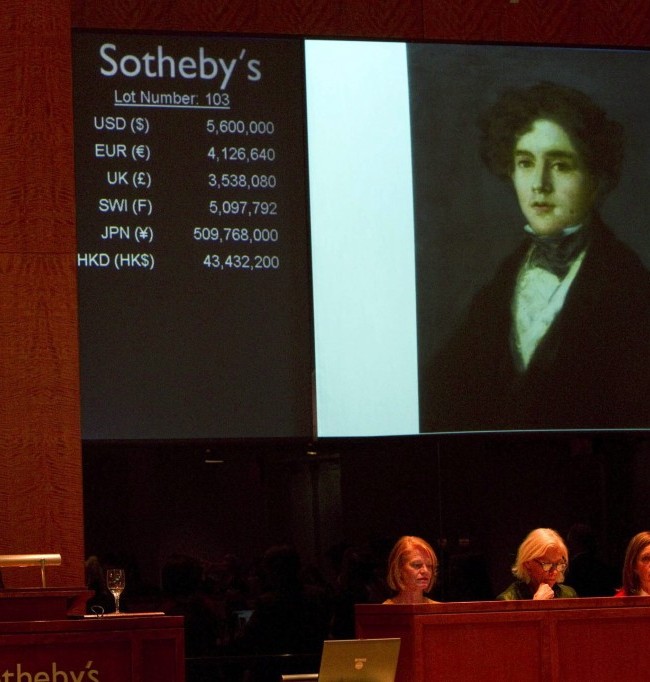 Sotheby's
Lot Number: 103
USD ($) 5,600,000
EUR (€) 4,126,640
UK (£) 3,538,080
SWI (F) 5,097,792
JPN (¥) 509,768,000
HKD (HK$) 43,432,200
otheby's